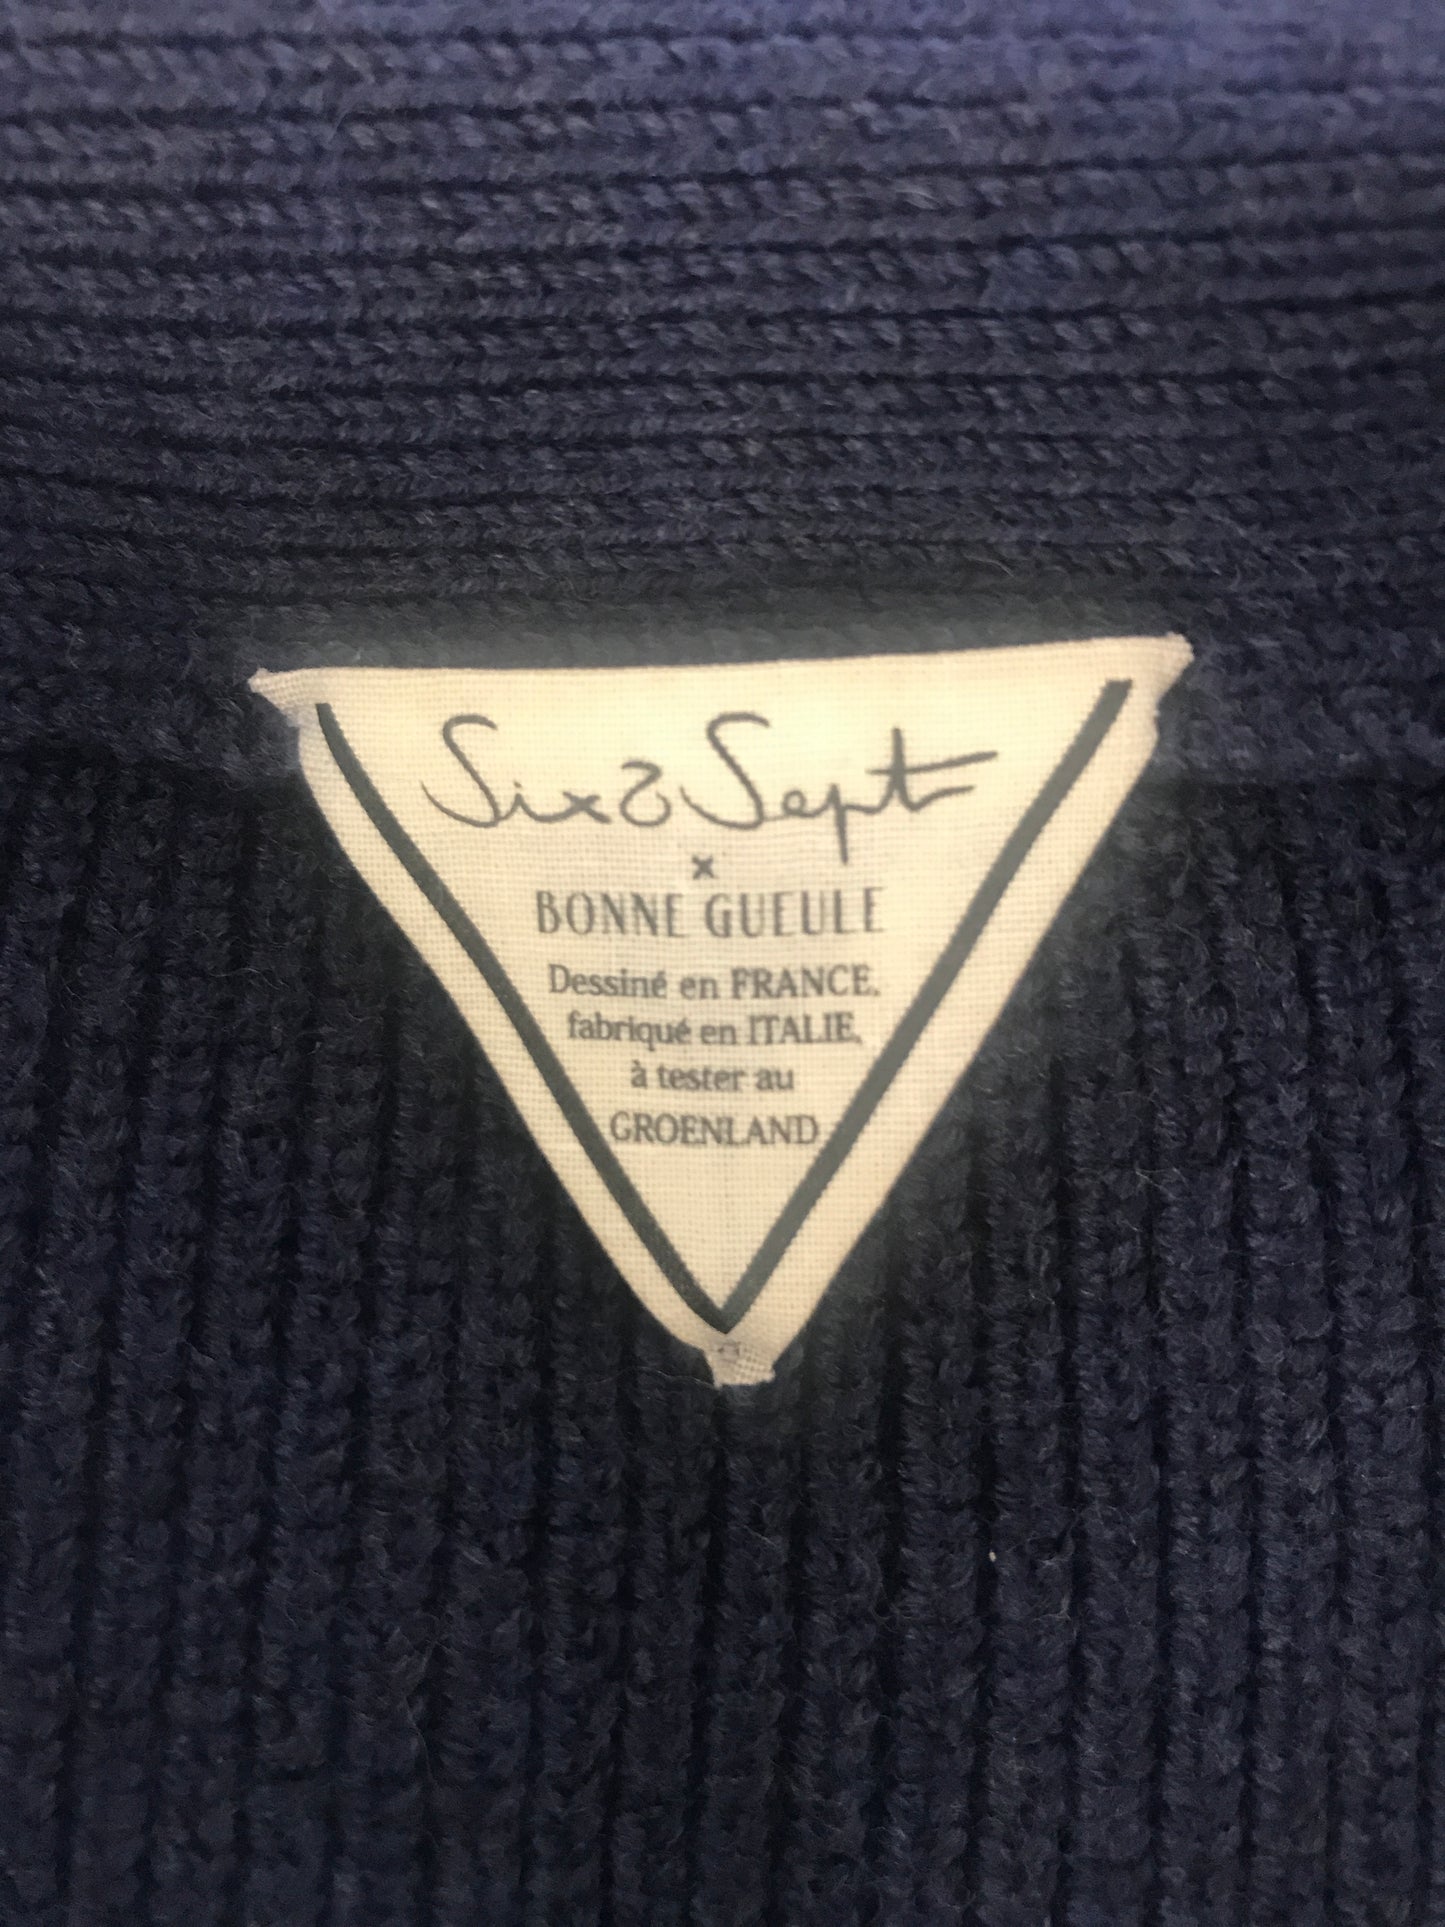 Six & Sept
x
BONNE GUEULE
Dessiné en FRANCE,
fabriqué en ITALIE,
à tester au
GROENLAND